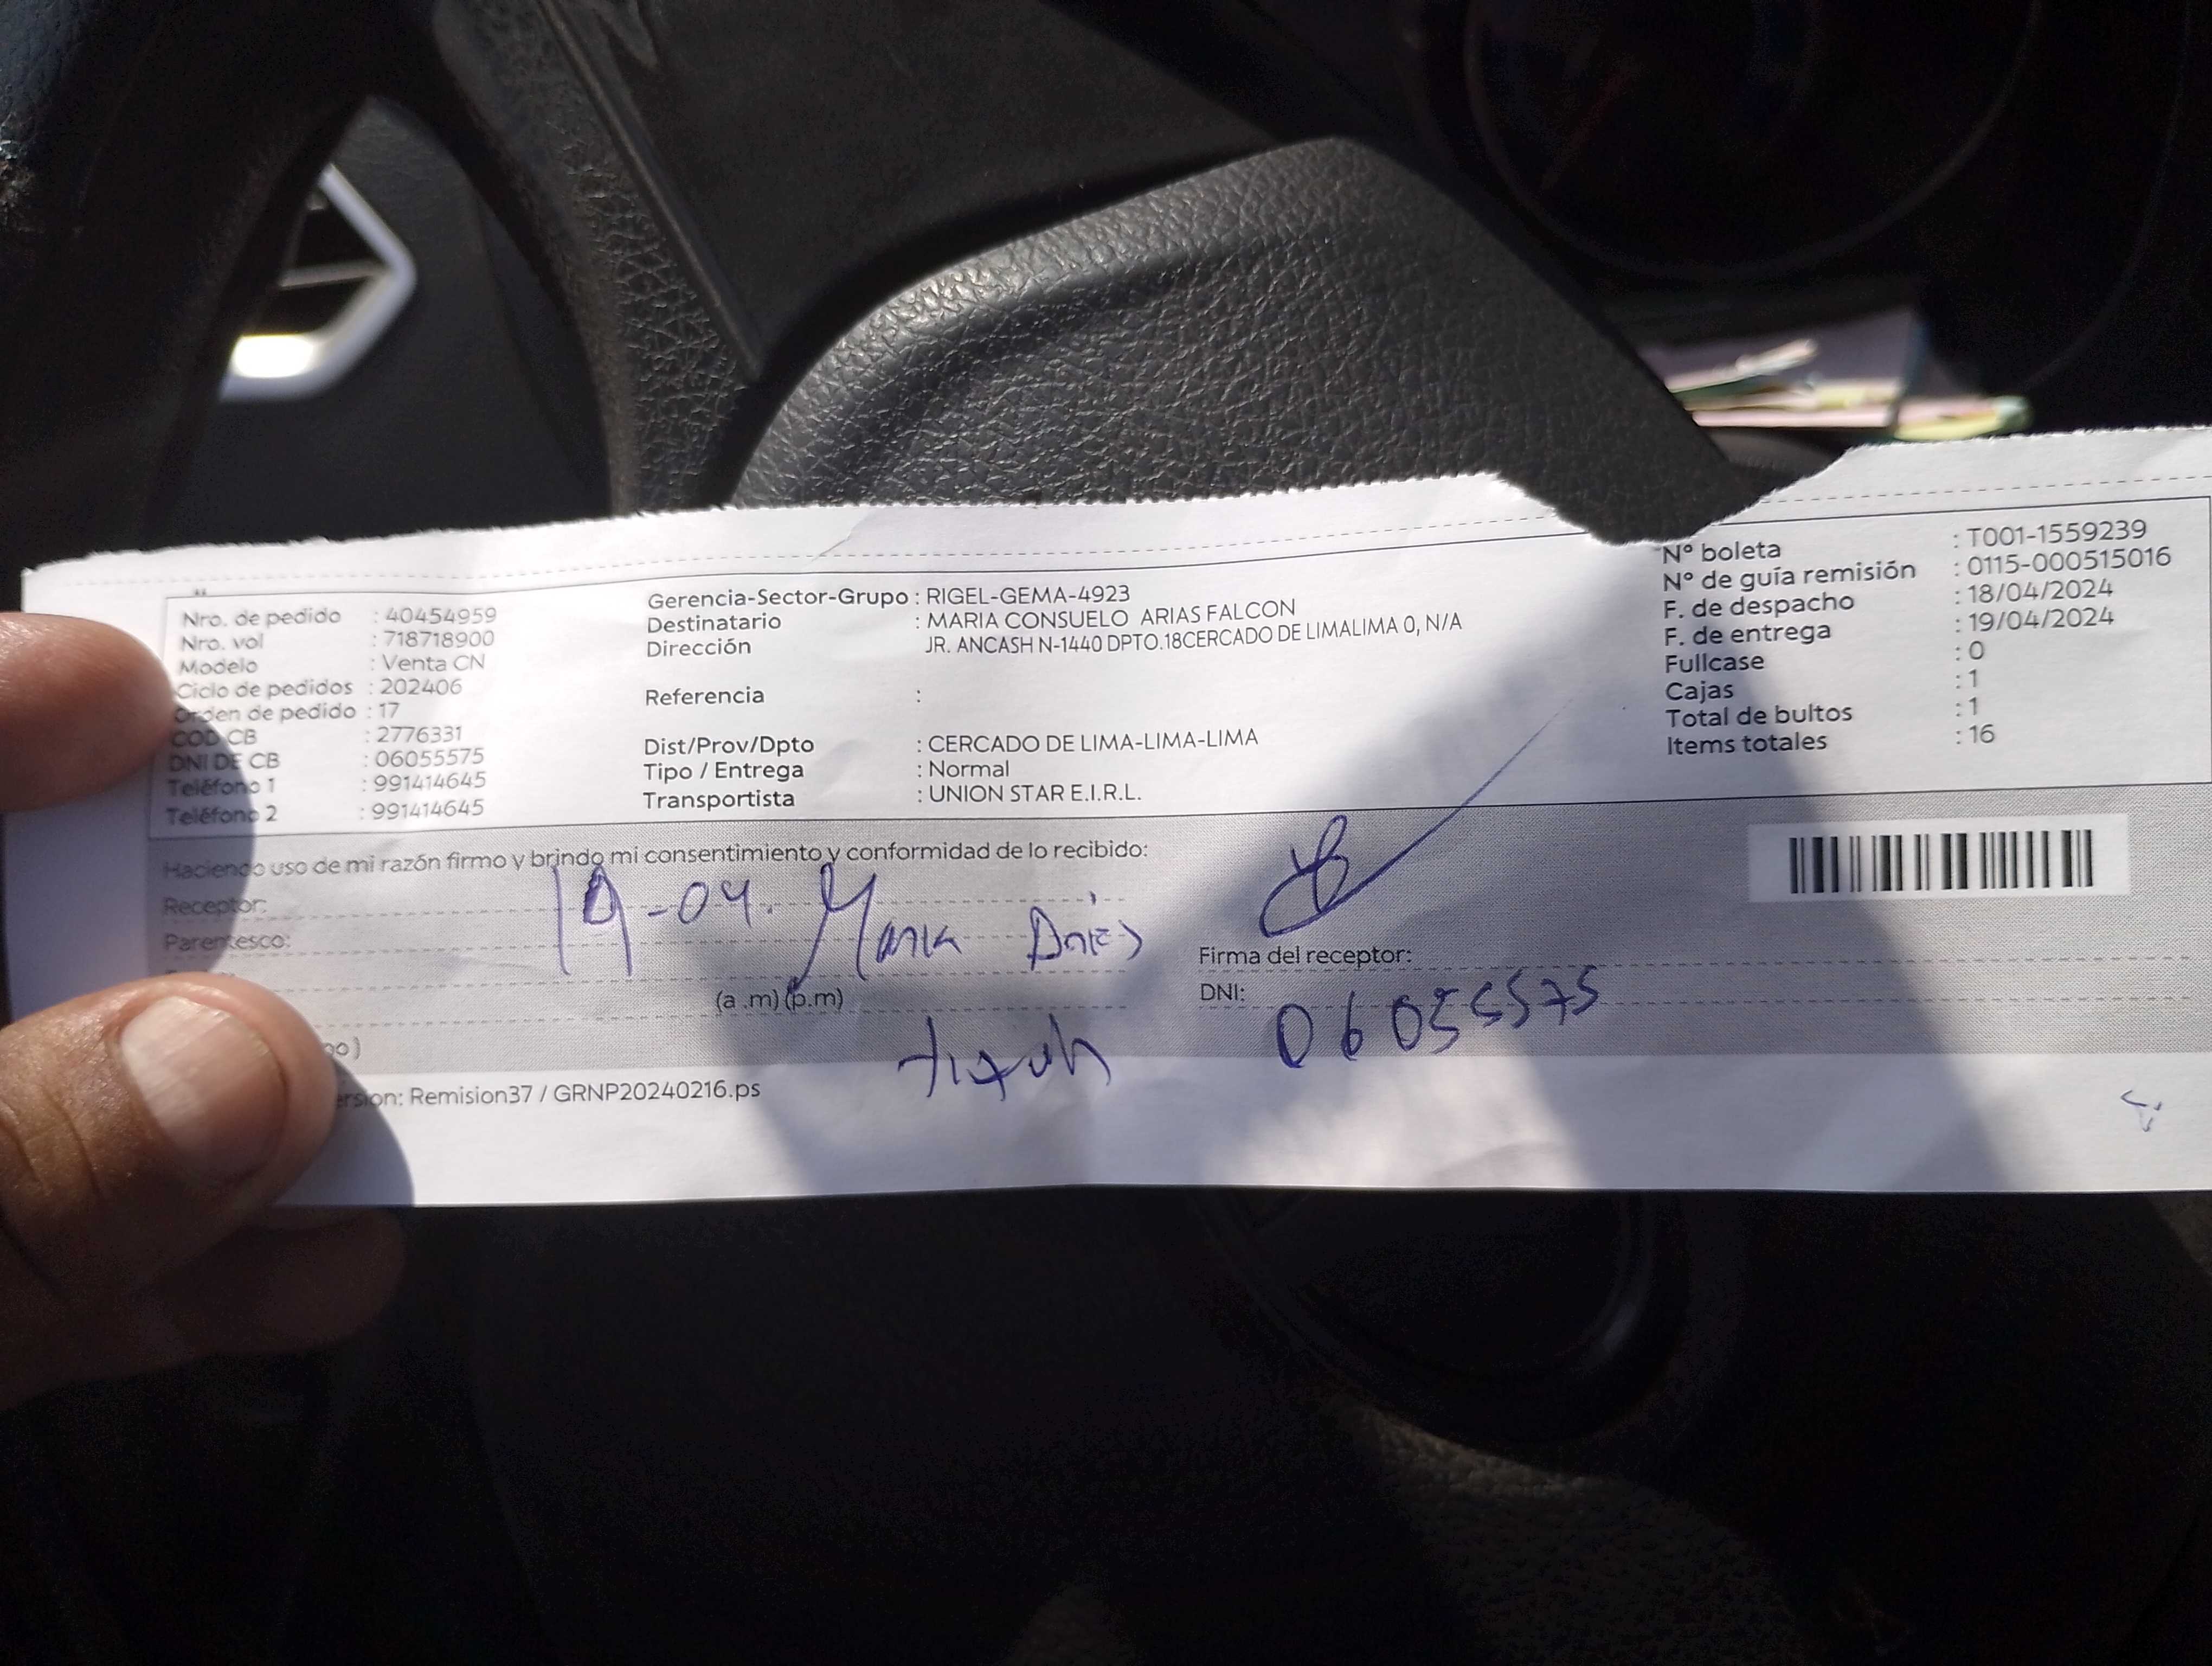 Nro. de pedido : 40454959
Nro. vol : 718718900
Modelo : Venta CN
Ciclo de pedidos : 202406
Orden de pedido : 17
COD CB : 2776331
DNI DE CB : 06055575
Teléfono 1 : 991414645
Teléfono 2 : 991414645
Gerencia-Sector-Grupo : RIGEL-GEMA-4923
Destinatario : MARIA CONSUELO ARIAS FALCON
Dirección JR. ANCASH N-1440 DPTO.18CERCADO DE LIMALIMA 0, N/A
Referencia :
Dist/Prov/Dpto : CERCADO DE LIMA-LIMA-LIMA
Tipo / Entrega : Normal
Transportista : UNION STAR E.I.R.L.
N° boleta : T001-1559239
N° de guía remisión : 0115-000515016
F. de despacho : 18/04/2024
F. de entrega : 19/04/2024
Fullcase : 0
Cajas : 1
Total de bultos : 1
Items totales : 16
Haciendo uso de mi razón firmo y brindo mi consentimiento y conformidad de lo recibido:
Receptor: 19-04. Maria Arias
Parentesco:
Firma del receptor:
(a .m) (p.m)
DNI: 06055575
ersion: Remision37 / GRNP20240216.ps